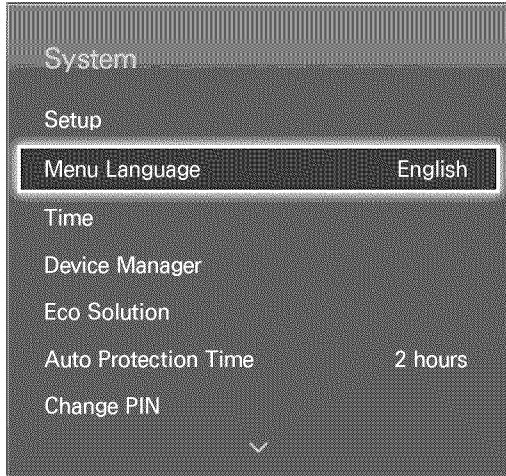 System
Setup
Menu Language English
Time
Device Manager
Eco Solution
Auto Protection Time 2 hours
Change PIN